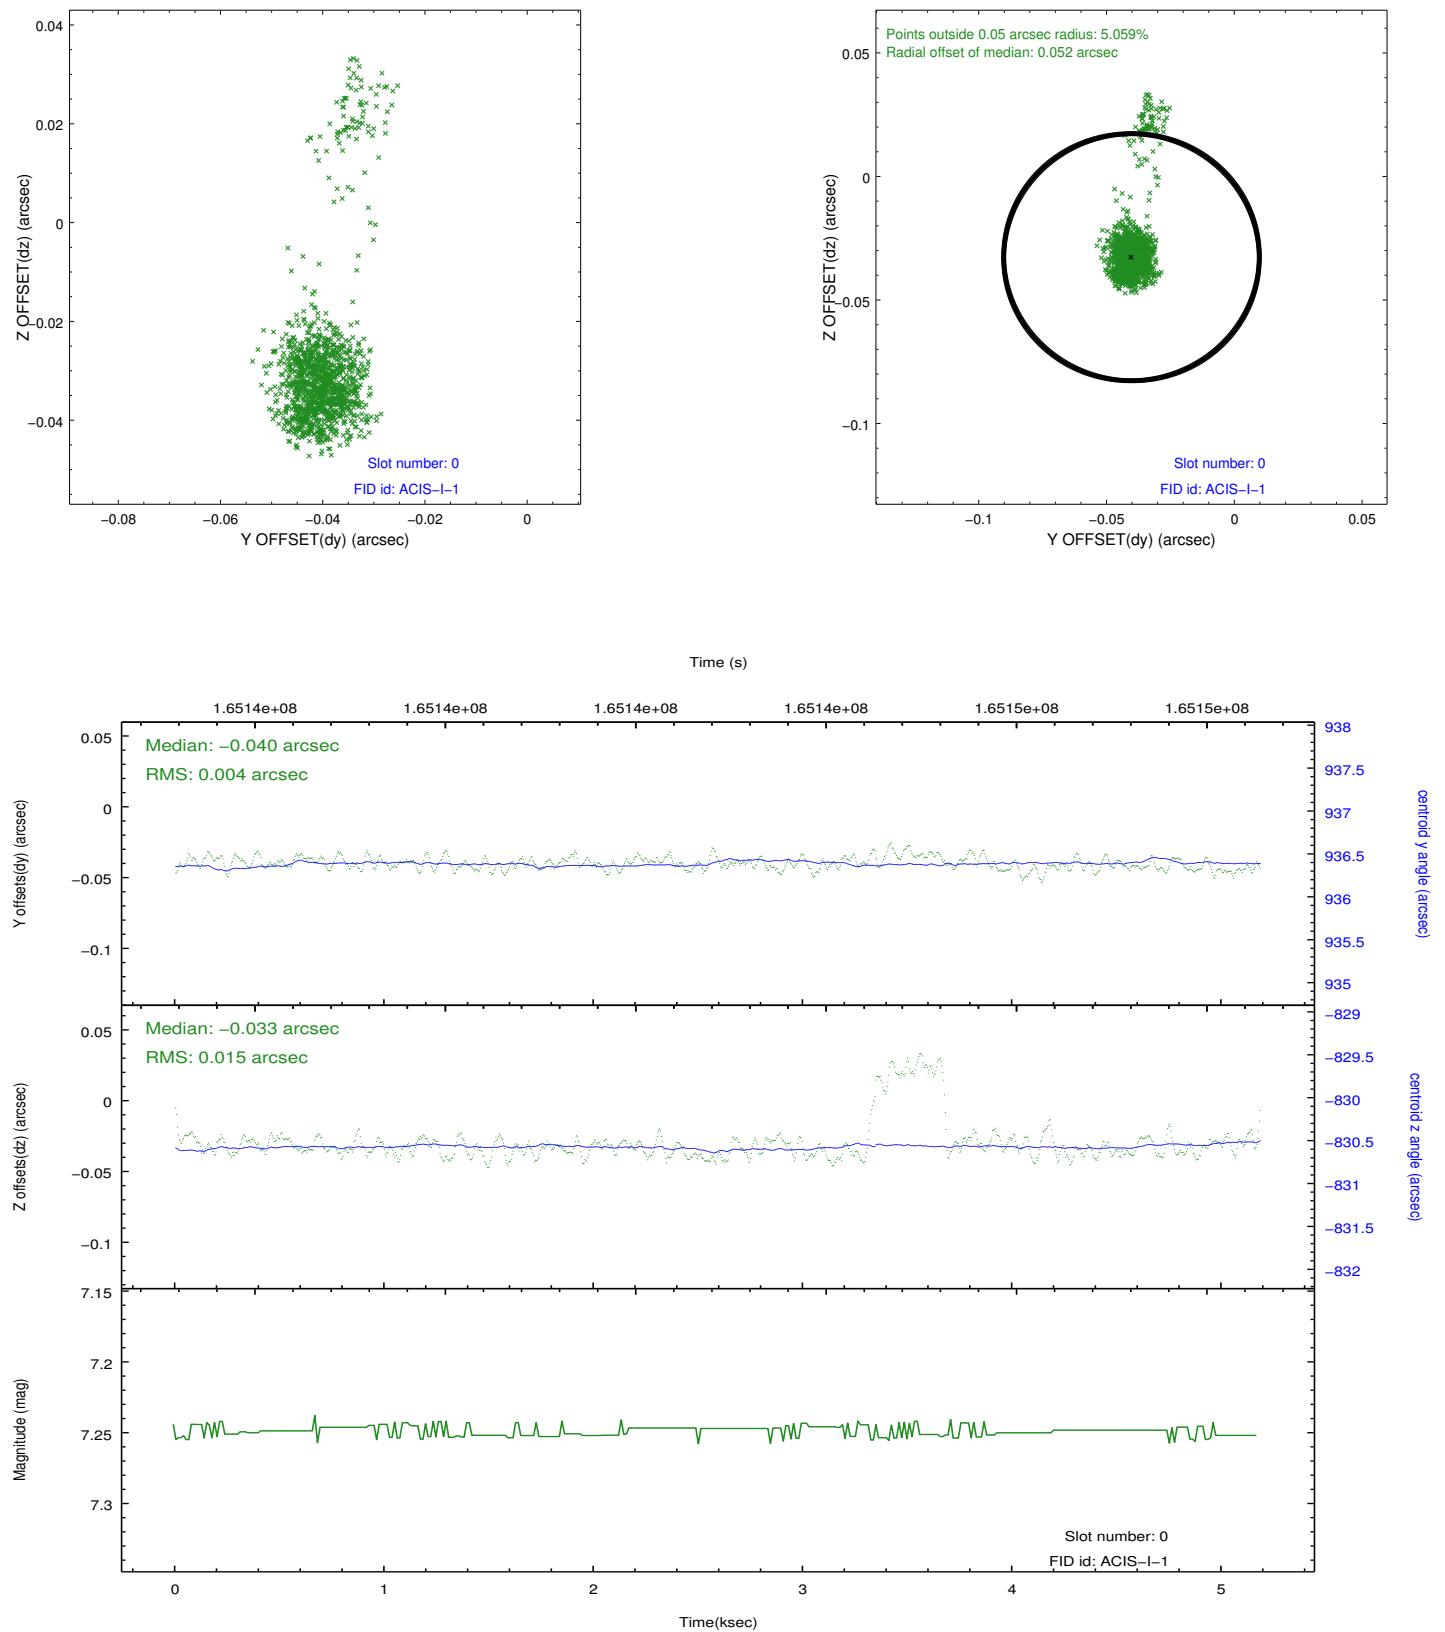 0.04
0.02
0
−0.02
−0.04
Z OFFSET(dz) (arcsec)
Slot number: 0
FID id: ACIS−I−1
−0.08
−0.06
−0.04
−0.02
0
Y OFFSET(dy) (arcsec)
Points outside 0.05 arcsec radius: 5.059%
Radial offset of median: 0.052 arcsec
0.05
0
−0.05
−0.1
Z OFFSET(dz) (arcsec)
Slot number: 0
FID id: ACIS−I−1
−0.1
−0.05
0
0.05
Y OFFSET(dy) (arcsec)
Time (s)
1.6514e+08
1.6514e+08
1.6514e+08
1.6514e+08
1.6515e+08
1.6515e+08
Median: −0.040 arcsec
RMS: 0.004 arcsec
0.05
0
−0.05
−0.1
Y offsets(dy) (arcsec)
938
937.5
937
936.5
936
935.5
935
centroid y angle (arcsec)
Median: −0.033 arcsec
RMS: 0.015 arcsec
0.05
0
−0.05
−0.1
Z offsets(dz) (arcsec)
−829
−829.5
−830
−830.5
−831
−831.5
−832
centroid z angle (arcsec)
7.15
7.2
7.25
7.3
Magnitude (mag)
Slot number: 0
FID id: ACIS−I−1
0
1
2
3
4
5
Time(ksec)